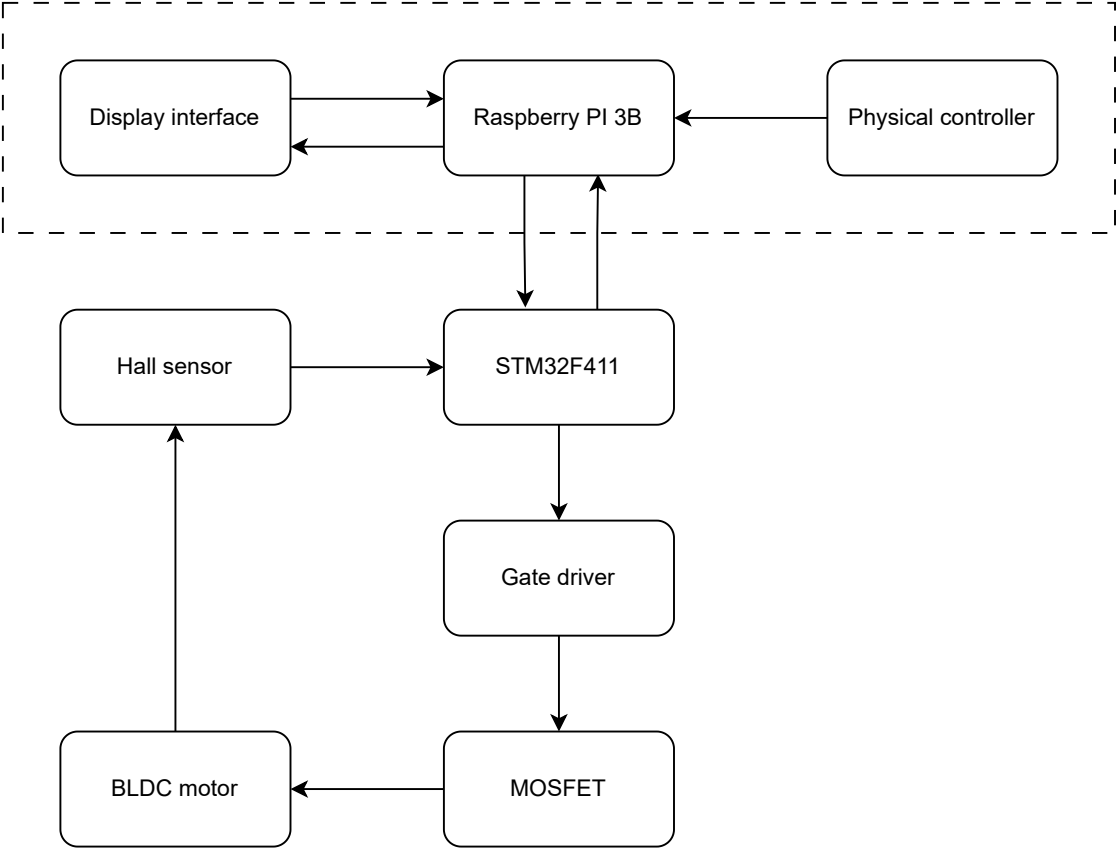 Display interface
Raspberry PI 3B
Physical controller
Hall sensor
STM32F411
Gate driver
BLDC motor
MOSFET